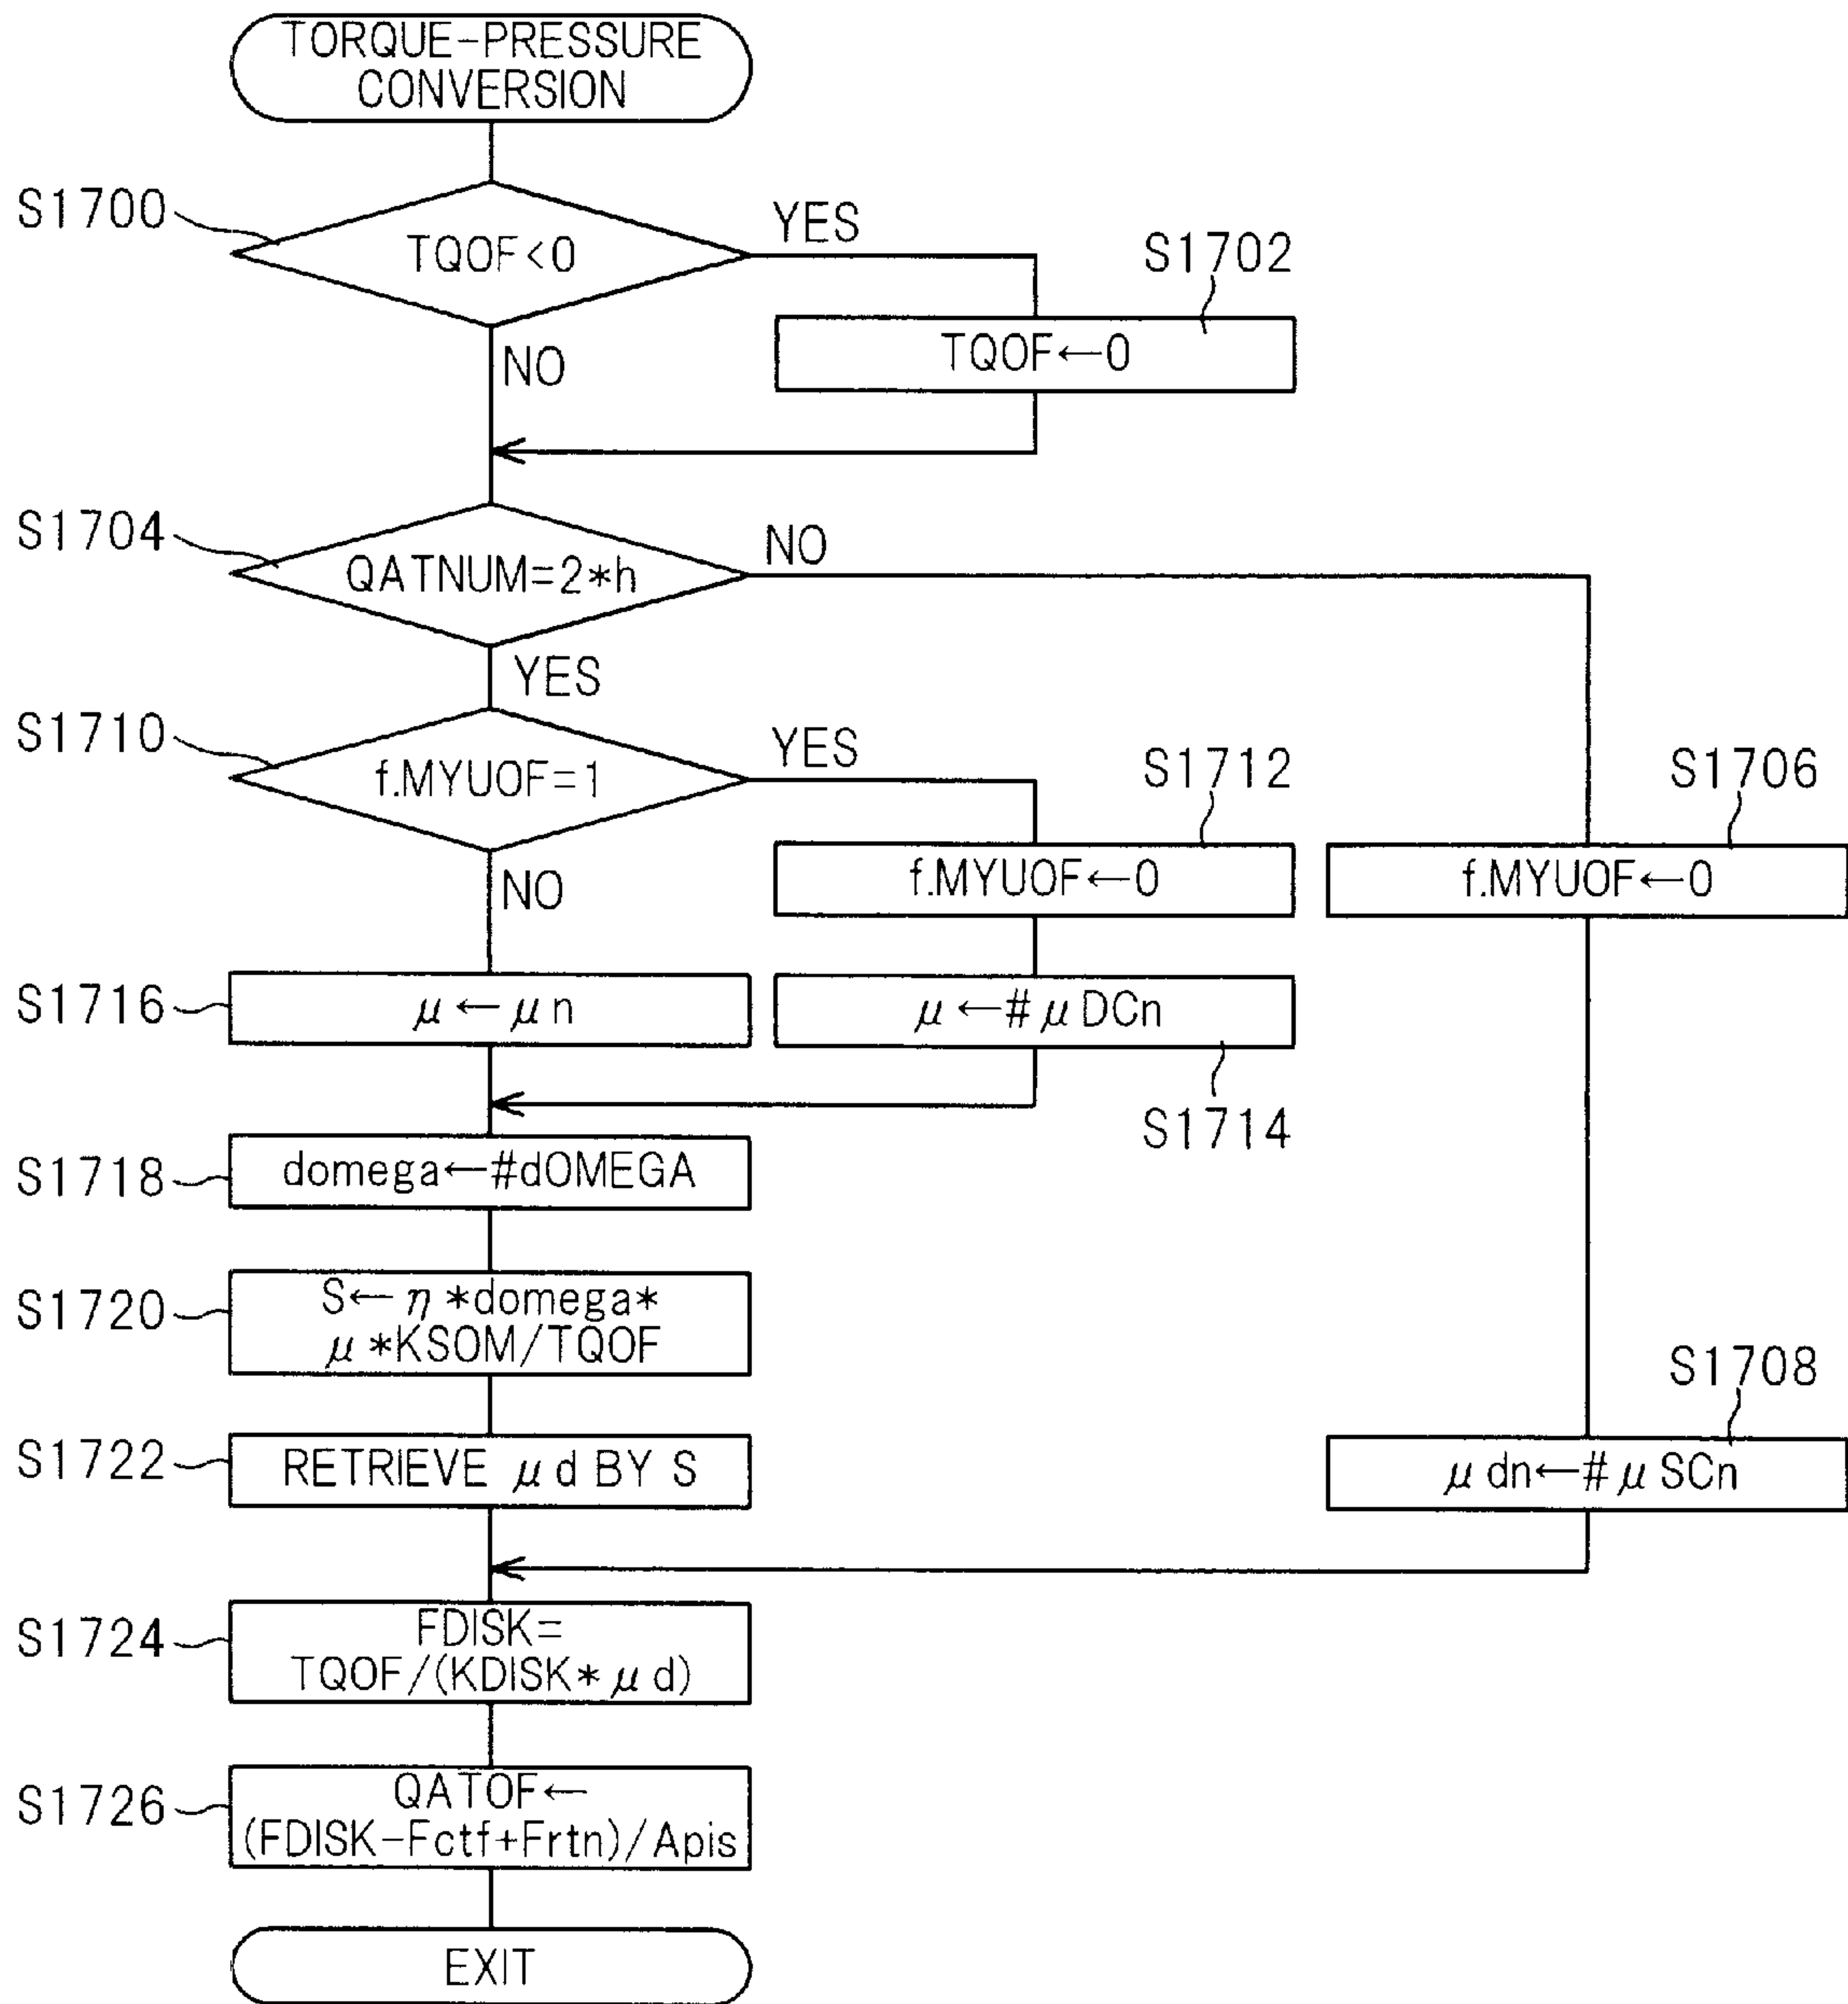 TORQUE-PRESSURE
CONVERSION
S1700
TQOF<0
YES
S1702
TQOF←0
NO
S1704
QATNUM=2*h
NO
YES
S1710
f.MYUOF=1
YES
S1712
f.MYUOF←0
S1706
f.MYUOF←0
NO
S1716
μ←μn
μ←#μDCn
S1714
S1718
domega←#dOMEGA
S1720
S←η*domega*
μ*KSOM/TQOF
S1708
μdn←#μSCn
S1722
RETRIEVE μd BY S
S1724
FDISK=
TQOF/(KDISK*μd)
S1726
QATOF←
(FDISK-Fctf+Frtn)/Apis
EXIT